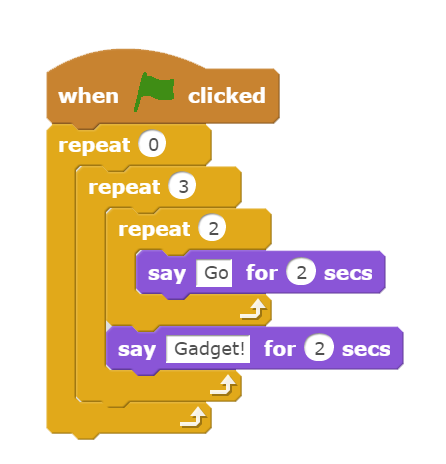 when clicked
repeat 0
repeat 3
repeat 2
say Go for 2 secs
say Gadget! for 2 secs